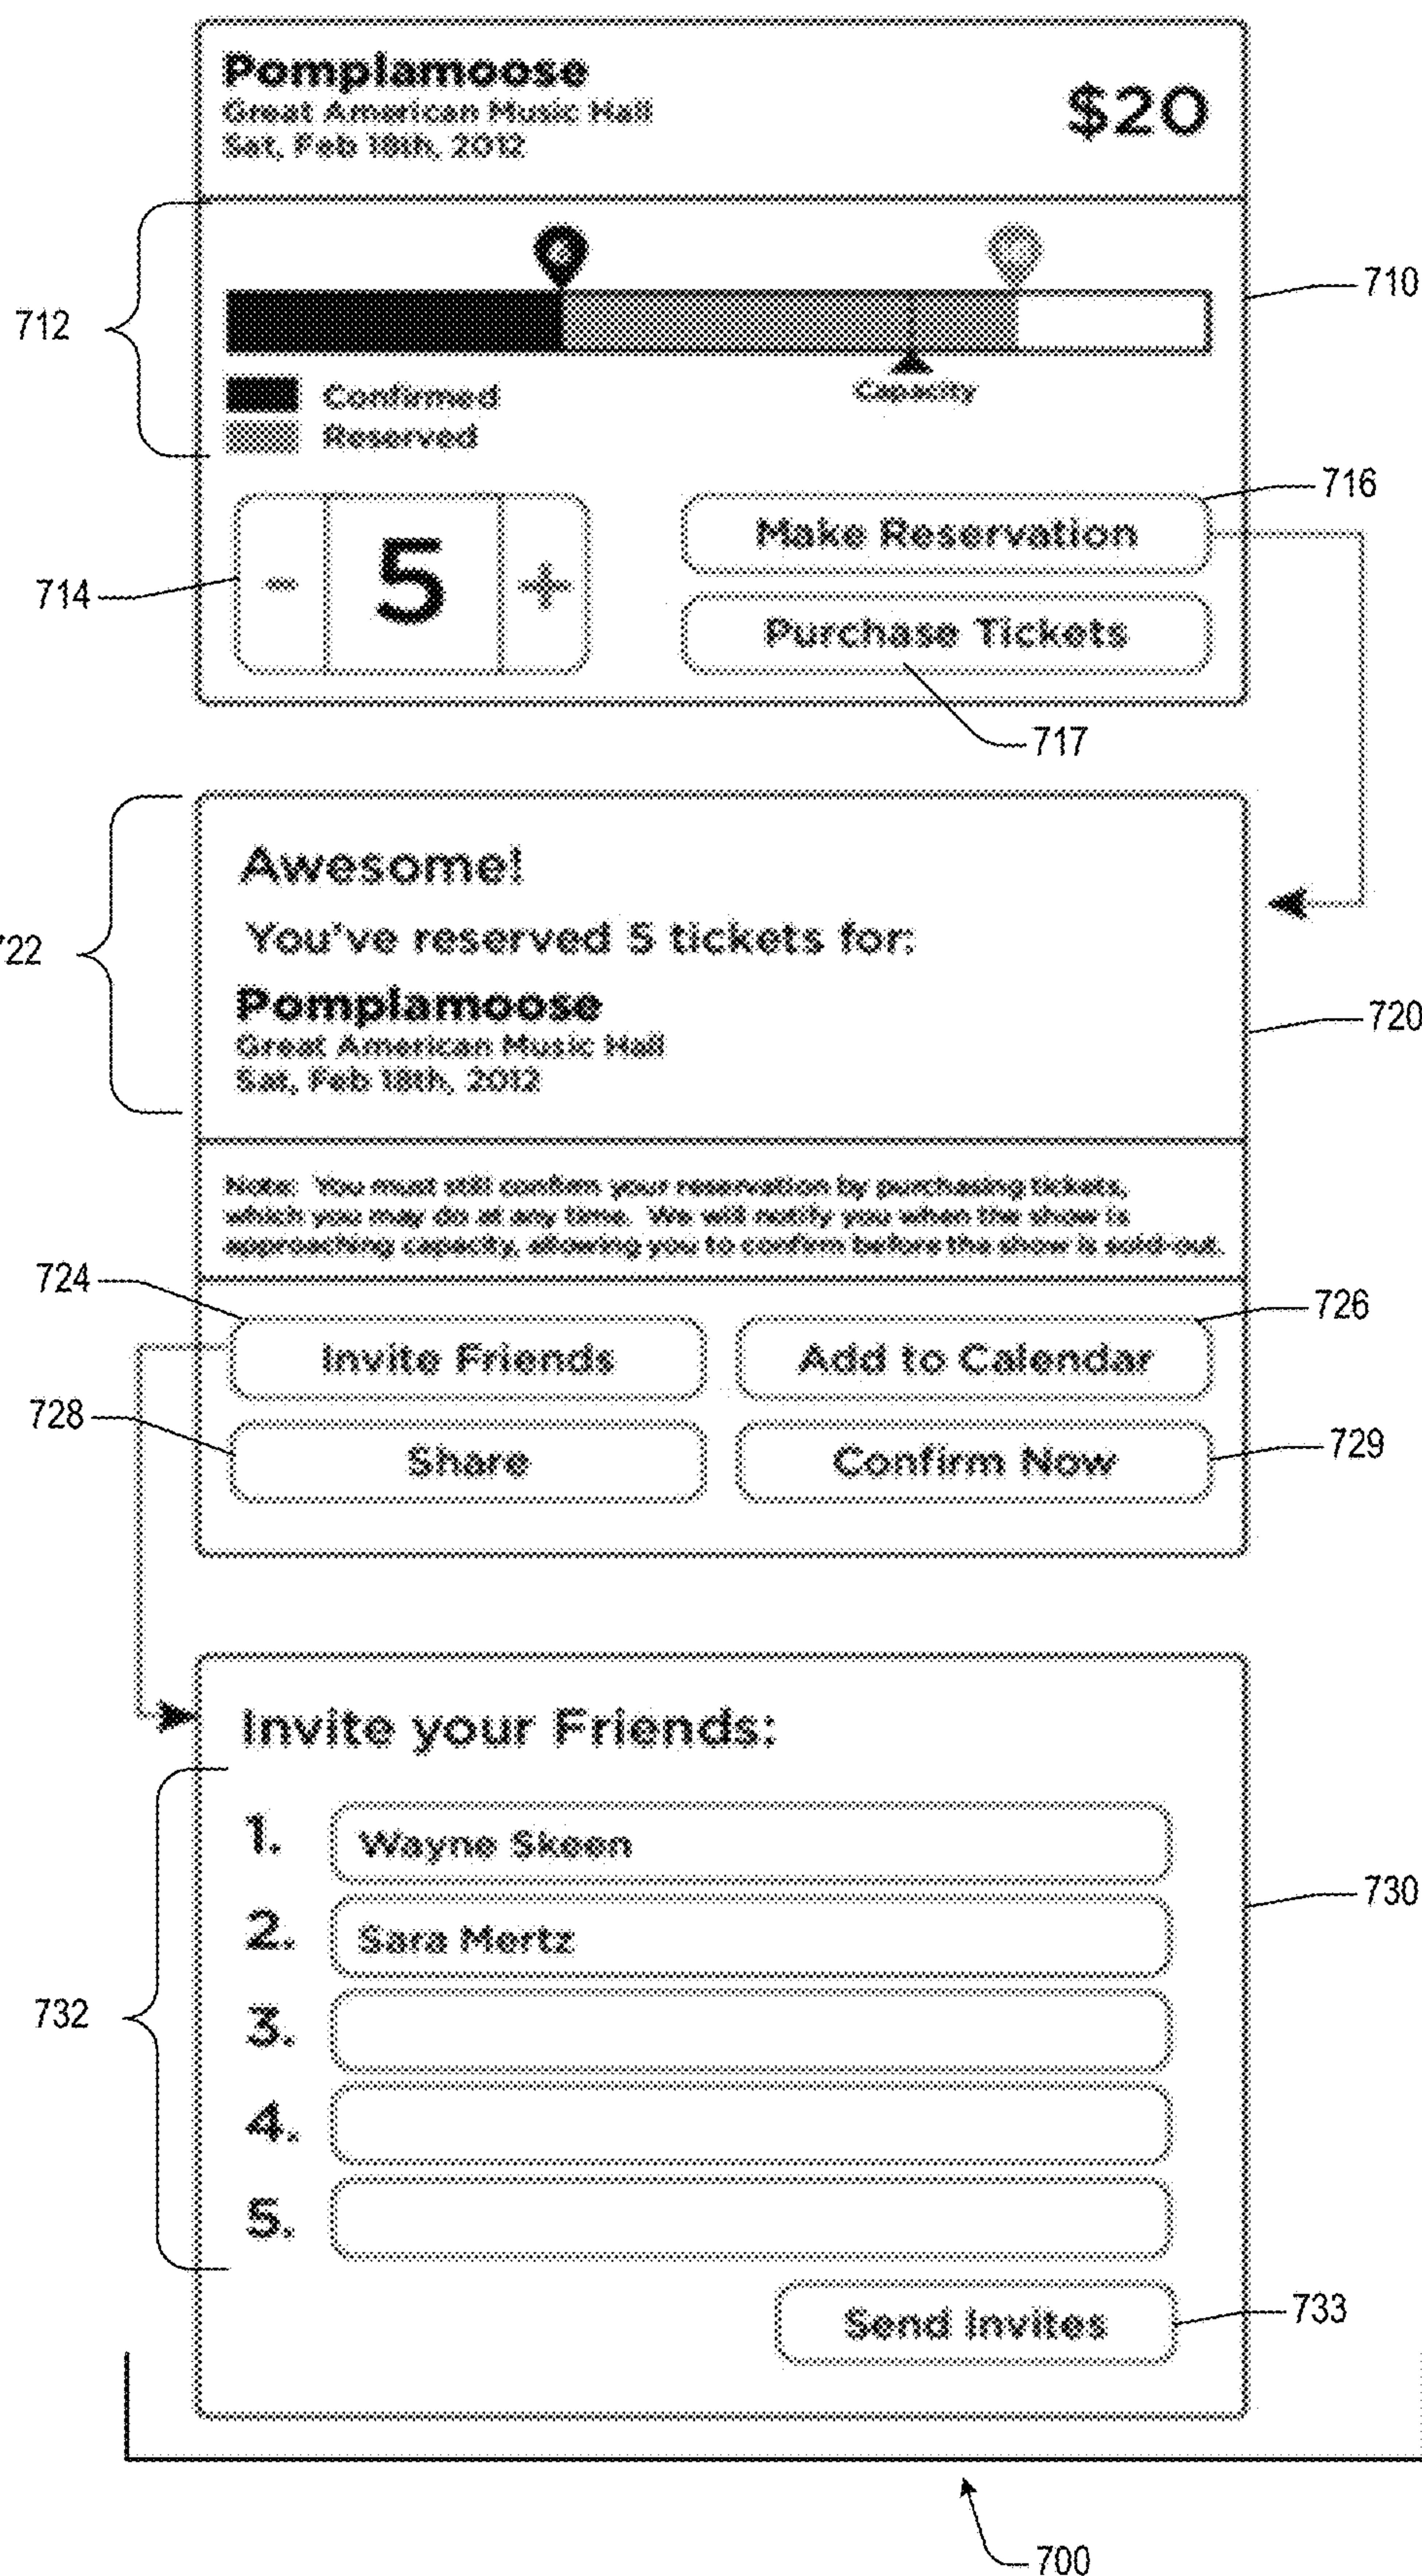 Pomplamoose
Great American Music Hall
Sat, Feb 18th, 2012
$20
712
710
Confirmed
Reserved
Capacity
716
Make Reservation
714
-
5
+
Purchase Tickets
717
722
Awesome!
You've reserved 5 tickets for:
Pomplamoose
Great American Music Hall
Sat, Feb 18th, 2012
720
Note: You must still confirm your reservation by purchasing tickets,
which you may do at any time. We will notify you when the show is
approaching capacity, allowing you to confirm before the show is sold-out.
724
726
Invite Friends
Add to Calendar
728
729
Share
Confirm Now
Invite your Friends:
1. Wayne Skeen
730
2. Sara Mertz
732
3.
4.
5.
Send Invites
733
700